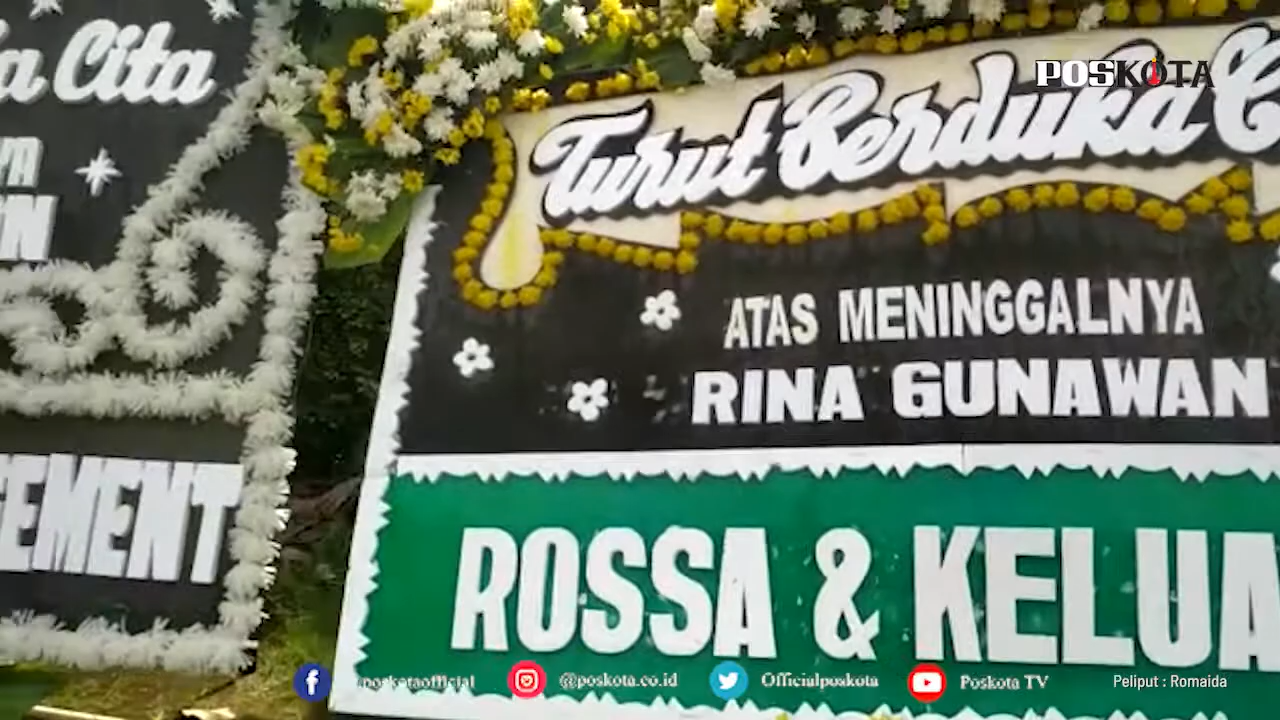 a Cita
POSKOTA
Turut Berduka C
ATAS MENINGGALNYA
RINA GUNAWAN
EMENT
ROSSA & KELUA
poskotaofficial
@poskota.co.id
Officialposkota
Poskota TV
Peliput : Romaida